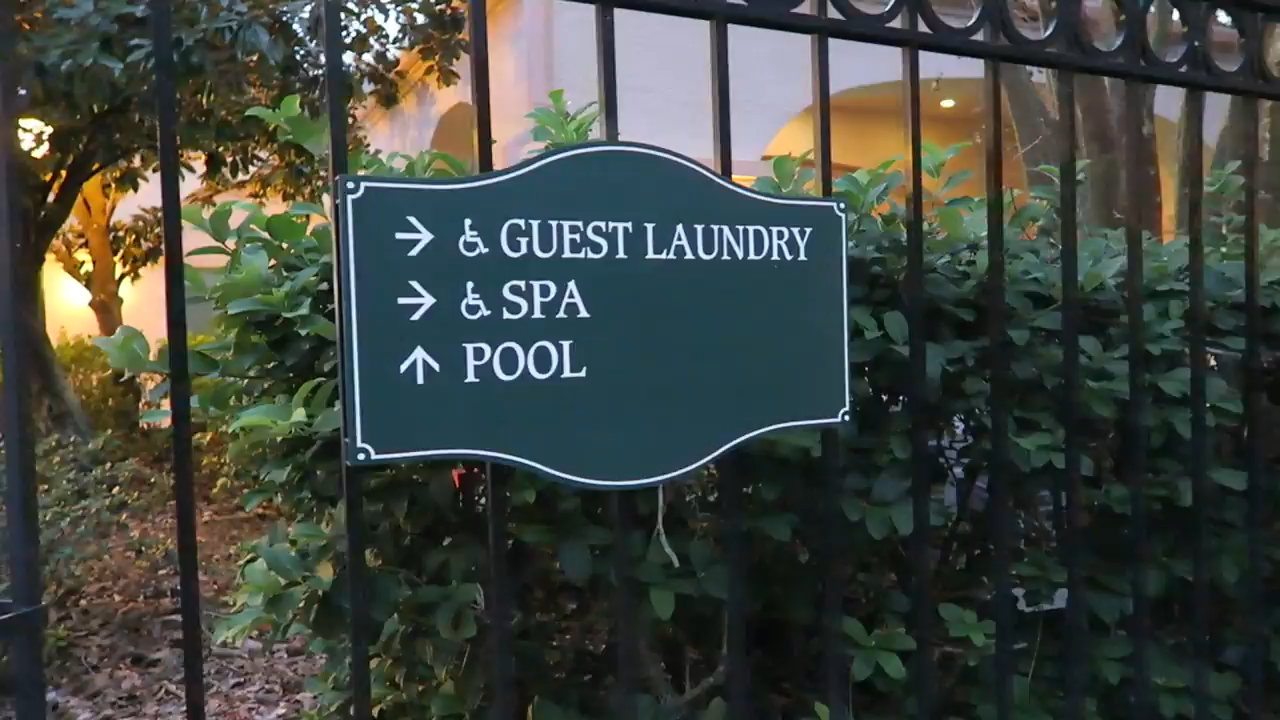 → ♿ GUEST LAUNDRY
→ ♿ SPA
↑ POOL